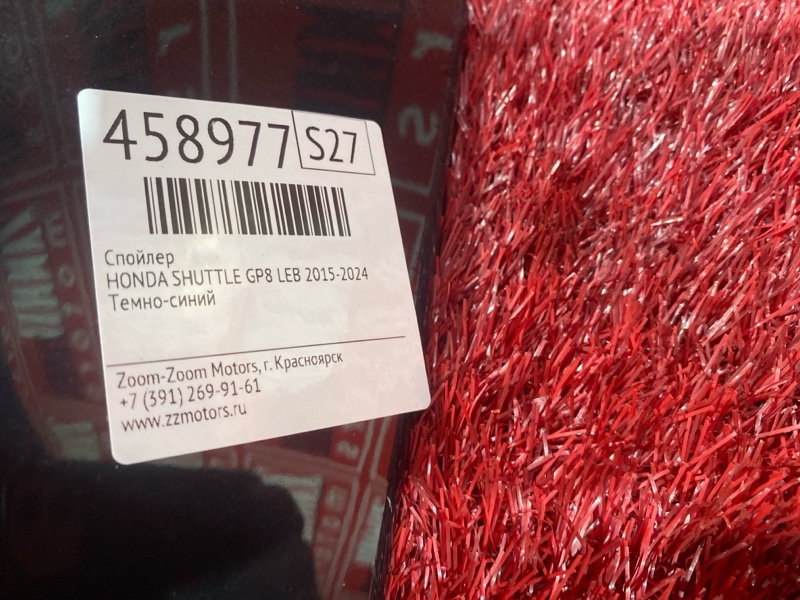 458977 S27
Спойлер
HONDA SHUTTLE GP8 LEB 2015-2024
Темно-синий
Zoom-Zoom Motors, г. Красноярск
+7 (391) 269-91-61
www.zzmotors.ru